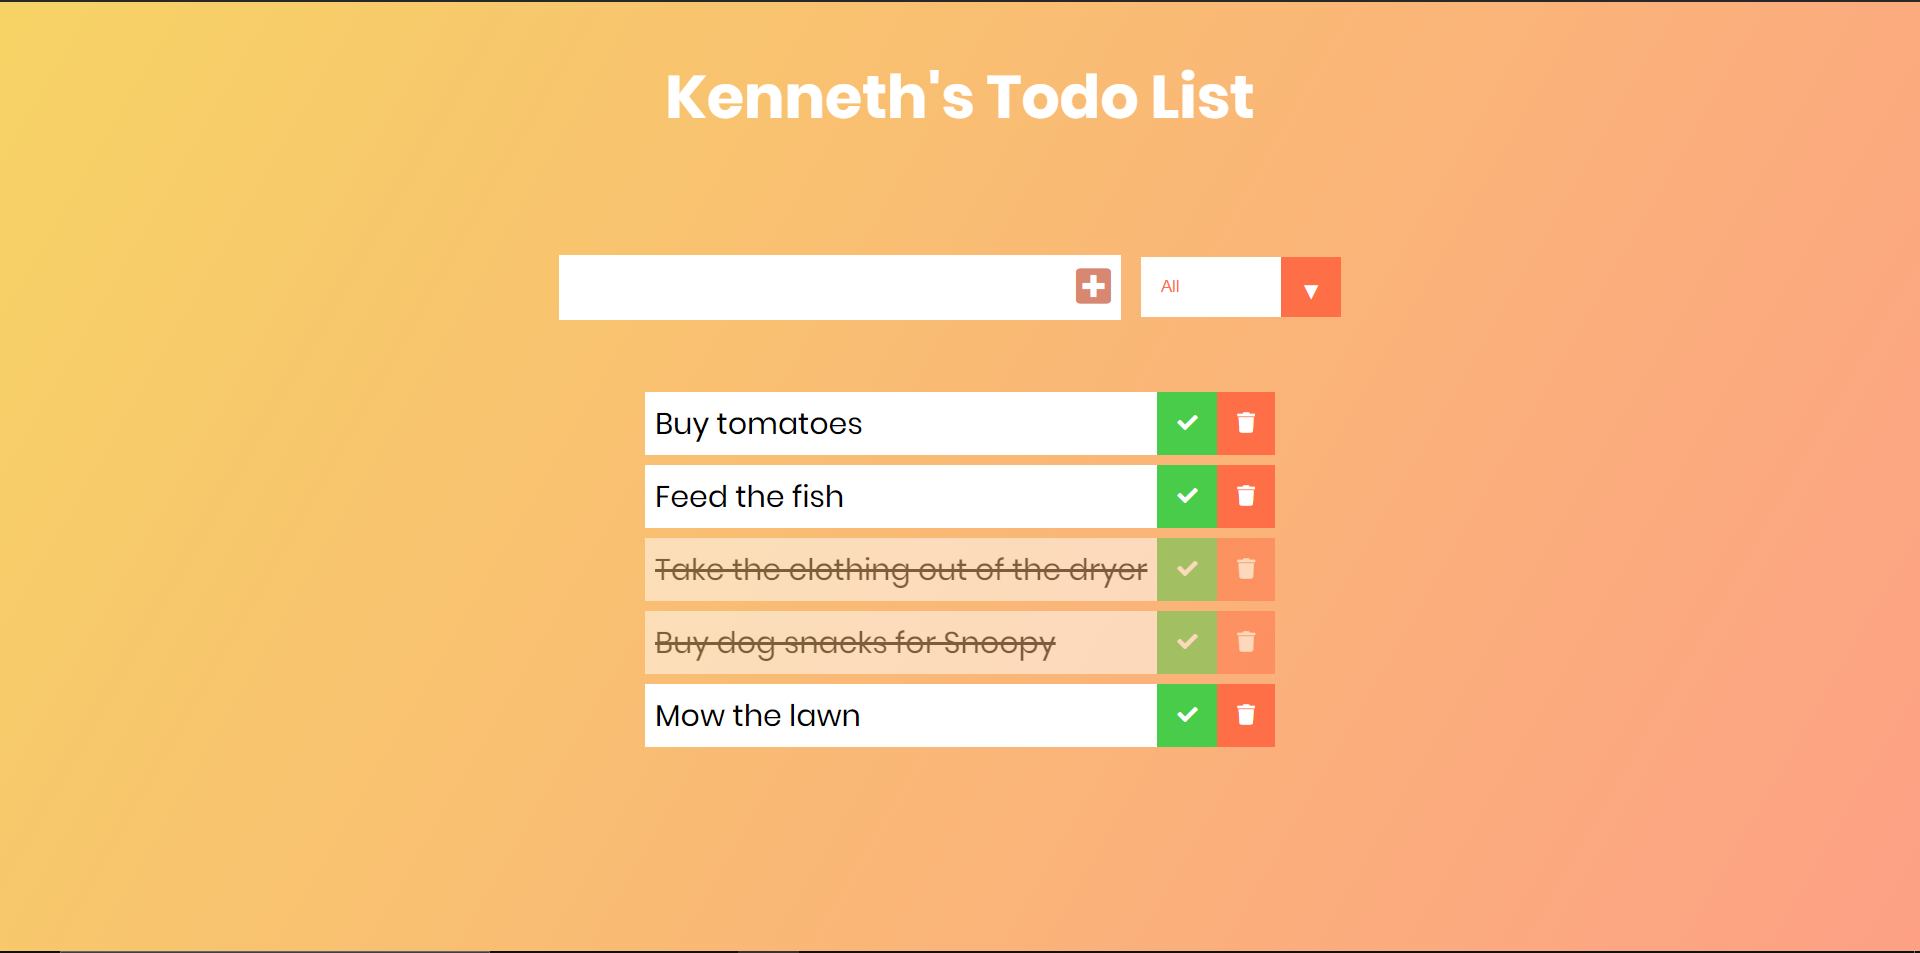 Kenneth's Todo List
All
Buy tomatoes
Feed the fish
Take the clothing out of the dryer
Buy dog snacks for Snoopy
Mow the lawn